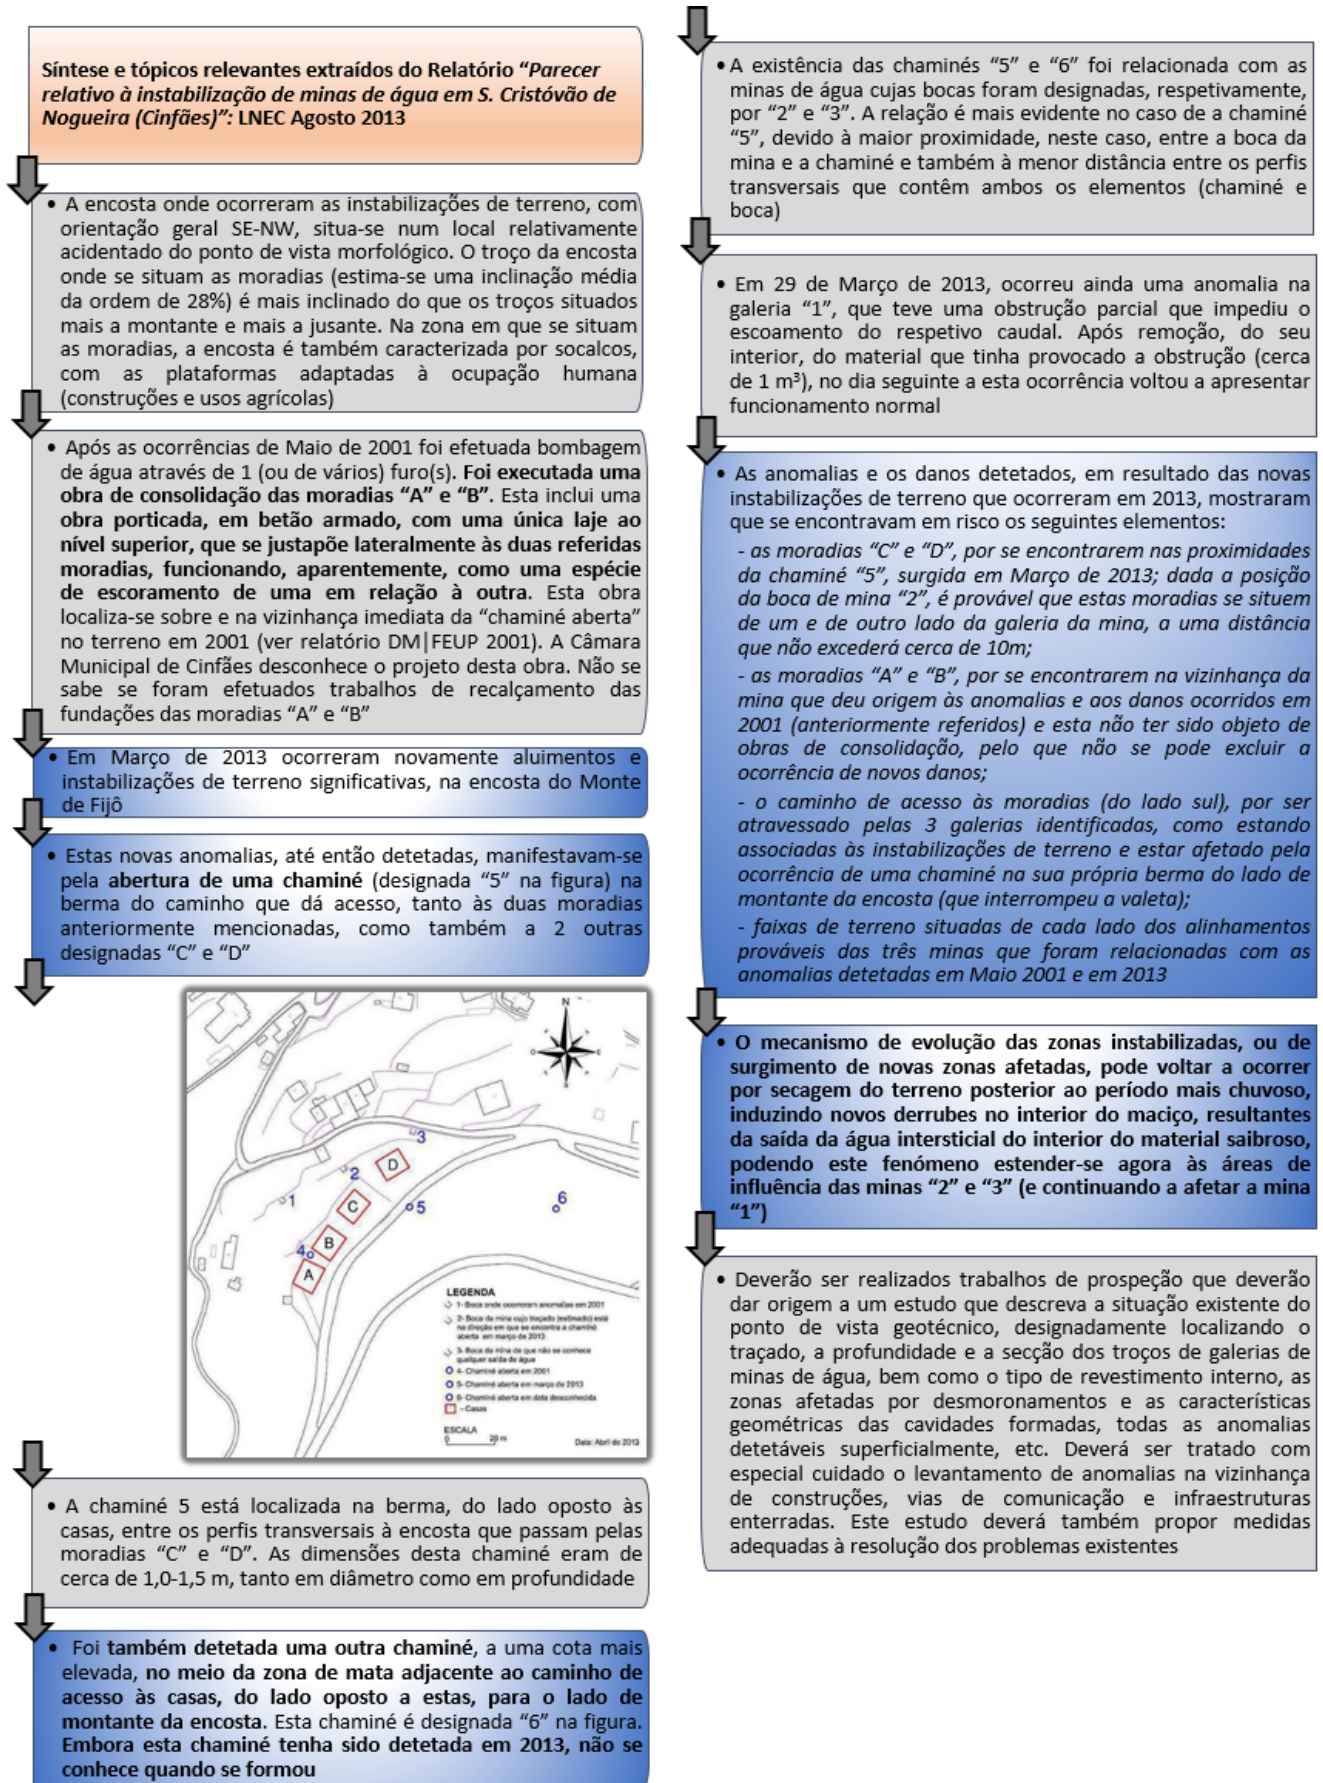 Síntese e tópicos relevantes extraídos do Relatório “Parecer
relativo à instabilização de minas de água em S. Cristóvão de
Nogueira (Cinfães)”: LNEC Agosto 2013
• A encosta onde ocorreram as instabilizações de terreno, com
orientação geral SE-NW, situa-se num local relativamente
acidentado do ponto de vista morfológico. O troço da encosta
onde se situam as moradias (estima-se uma inclinação média
da ordem de 28%) é mais inclinado do que os troços situados
mais a montante e mais a jusante. Na zona em que se situam
as moradias, a encosta é também caracterizada por socalcos,
com as plataformas adaptadas à ocupação humana
(construções e usos agrícolas)
• Após as ocorrências de Maio de 2001 foi efetuada bombagem
de água através de 1 (ou de vários) furo(s). Foi executada uma
obra de consolidação das moradias “A” e “B”. Esta inclui uma
obra porticada, em betão armado, com uma única laje ao
nível superior, que se justapõe lateralmente às duas referidas
moradias, funcionando, aparentemente, como uma espécie
de escoramento de uma em relação à outra. Esta obra
localiza-se sobre e na vizinhança imediata da “chaminé aberta”
no terreno em 2001 (ver relatório DM|FEUP 2001). A Câmara
Municipal de Cinfães desconhece o projeto desta obra. Não se
sabe se foram efetuados trabalhos de recalçamento das
fundações das moradias “A” e “B”
• Em Março de 2013 ocorreram novamente aluimentos e
instabilizações de terreno significativas, na encosta do Monte
de Fijô
• Estas novas anomalias, até então detetadas, manifestavam-se
pela abertura de uma chaminé (designada “5” na figura) na
berma do caminho que dá acesso, tanto às duas moradias
anteriormente mencionadas, como também a 2 outras
designadas “C” e “D”
N
O
E
S
3
2
D
1
C
5
6
B
4
A
LEGENDA
1- Boca onde ocorreram anomalias em 2001
2- Boca da mina cujo traçado (estimado) está
na direção em que se encontra a chaminé
aberta em março de 2013
3- Boca da mina de que não se conhece
qualquer saída de água
4- Chaminé aberta em 2001
5- Chaminé aberta em março de 2013
6- Chaminé aberta em data desconhecida
- Casas
ESCALA
0 20 m
Data: Abril de 2013
• A chaminé 5 está localizada na berma, do lado oposto às
casas, entre os perfis transversais à encosta que passam pelas
moradias “C” e “D”. As dimensões desta chaminé eram de
cerca de 1,0-1,5 m, tanto em diâmetro como em profundidade
• Foi também detetada uma outra chaminé, a uma cota mais
elevada, no meio da zona de mata adjacente ao caminho de
acesso às casas, do lado oposto a estas, para o lado de
montante da encosta. Esta chaminé é designada “6” na figura.
Embora esta chaminé tenha sido detetada em 2013, não se
conhece quando se formou
• A existência das chaminés “5” e “6” foi relacionada com as
minas de água cujas bocas foram designadas, respetivamente,
por “2” e “3”. A relação é mais evidente no caso de a chaminé
“5”, devido à maior proximidade, neste caso, entre a boca da
mina e a chaminé e também à menor distância entre os perfis
transversais que contêm ambos os elementos (chaminé e
boca)
• Em 29 de Março de 2013, ocorreu ainda uma anomalia na
galeria “1”, que teve uma obstrução parcial que impediu o
escoamento do respetivo caudal. Após remoção, do seu
interior, do material que tinha provocado a obstrução (cerca
de 1 m³), no dia seguinte a esta ocorrência voltou a apresentar
funcionamento normal
• As anomalias e os danos detetados, em resultado das novas
instabilizações de terreno que ocorreram em 2013, mostraram
que se encontravam em risco os seguintes elementos:
- as moradias “C” e “D”, por se encontrarem nas proximidades
da chaminé “5”, surgida em Março de 2013; dada a posição
da boca de mina “2”, é provável que estas moradias se situem
de um e de outro lado da galeria da mina, a uma distância
que não excederá cerca de 10m;
- as moradias “A” e “B”, por se encontrarem na vizinhança da
mina que deu origem às anomalias e aos danos ocorridos em
2001 (anteriormente referidos) e esta não ter sido objeto de
obras de consolidação, pelo que não se pode excluir a
ocorrência de novos danos;
- o caminho de acesso às moradias (do lado sul), por ser
atravessado pelas 3 galerias identificadas, como estando
associadas às instabilizações de terreno e estar afetado pela
ocorrência de uma chaminé na sua própria berma do lado de
montante da encosta (que interrompeu a valeta);
- faixas de terreno situadas de cada lado dos alinhamentos
prováveis das três minas que foram relacionadas com as
anomalias detetadas em Maio 2001 e em 2013
• O mecanismo de evolução das zonas instabilizadas, ou de
surgimento de novas zonas afetadas, pode voltar a ocorrer
por secagem do terreno posterior ao período mais chuvoso,
induzindo novos derrubes no interior do maciço, resultantes
da saída da água intersticial do interior do material saibroso,
podendo este fenómeno estender-se agora às áreas de
influência das minas “2” e “3” (e continuando a afetar a mina
“1”)
• Deverão ser realizados trabalhos de prospeção que deverão
dar origem a um estudo que descreva a situação existente do
ponto de vista geotécnico, designadamente localizando o
traçado, a profundidade e a secção dos troços de galerias de
minas de água, bem como o tipo de revestimento interno, as
zonas afetadas por desmoronamentos e as características
geométricas das cavidades formadas, todas as anomalias
detetáveis superficialmente, etc. Deverá ser tratado com
especial cuidado o levantamento de anomalias na vizinhança
de construções, vias de comunicação e infraestruturas
enterradas. Este estudo deverá também propor medidas
adequadas à resolução dos problemas existentes